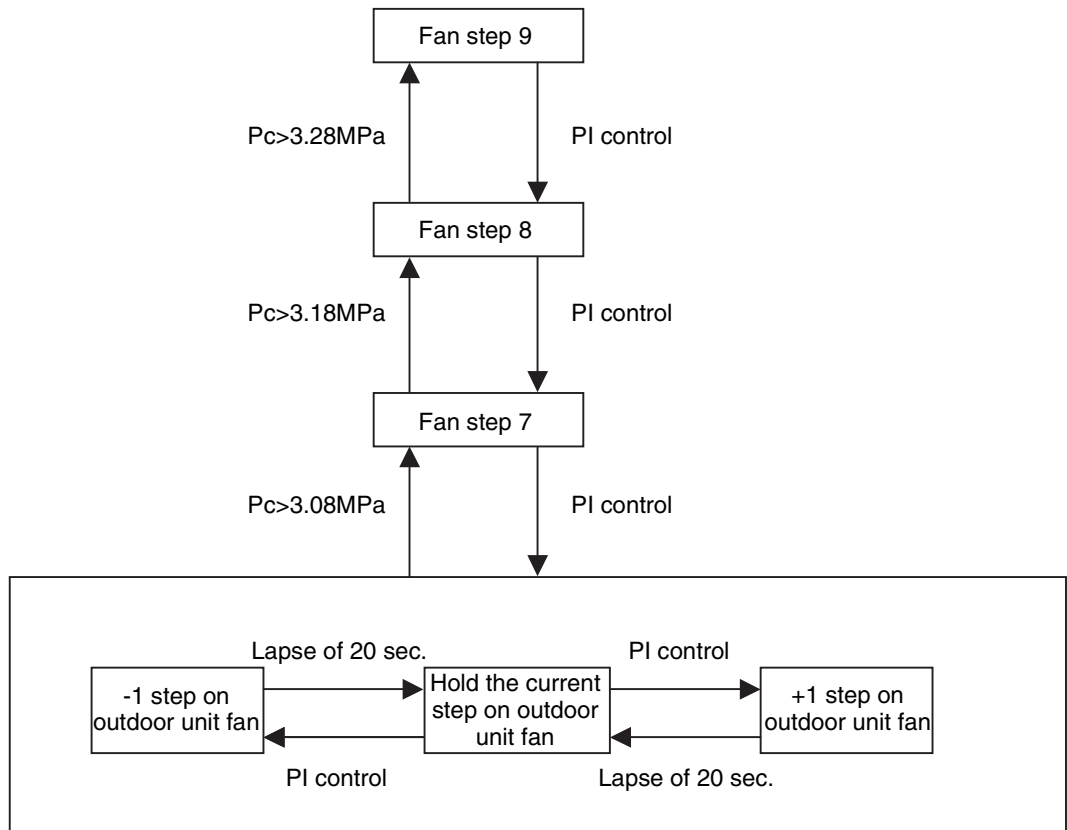 Fan step 9
Pc>3.28MPa
PI control
Fan step 8
Pc>3.18MPa
PI control
Fan step 7
Pc>3.08MPa
PI control
Lapse of 20 sec.
PI control
-1 step on
outdoor unit fan
Hold the current
step on outdoor
unit fan
+1 step on
outdoor unit fan
PI control
Lapse of 20 sec.